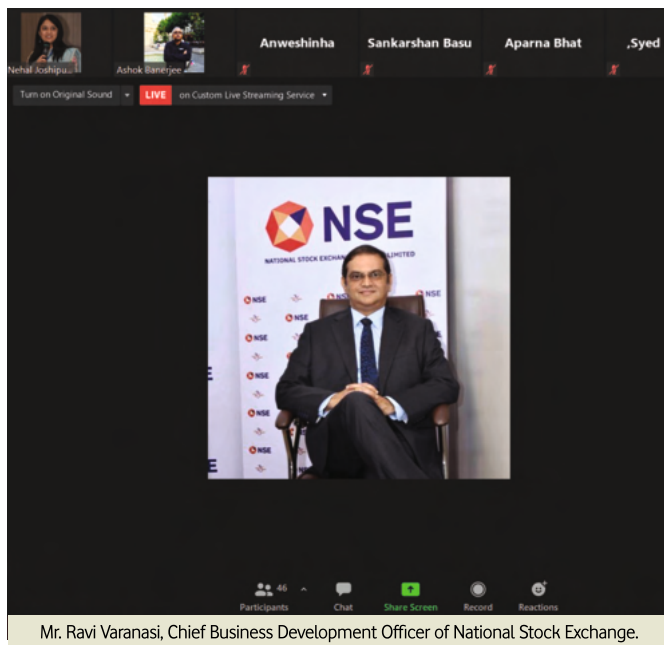 Nehal Joshipu...
Ashok Banerjee
Anweshinha
Sankarshan Basu
Aparna Bhat
,Syed
Turn on Original Sound
LIVE on Custom Live Streaming Service
NSE
NATIONAL STOCK EXCHAN LIMITED
NSE
NSE
NSE
NSE
NSE
NSE
NSE
NSE
E
E
46
Participants
Chat
Share Screen
Record
Reactions
Mr. Ravi Varanasi, Chief Business Development Officer of National Stock Exchange.